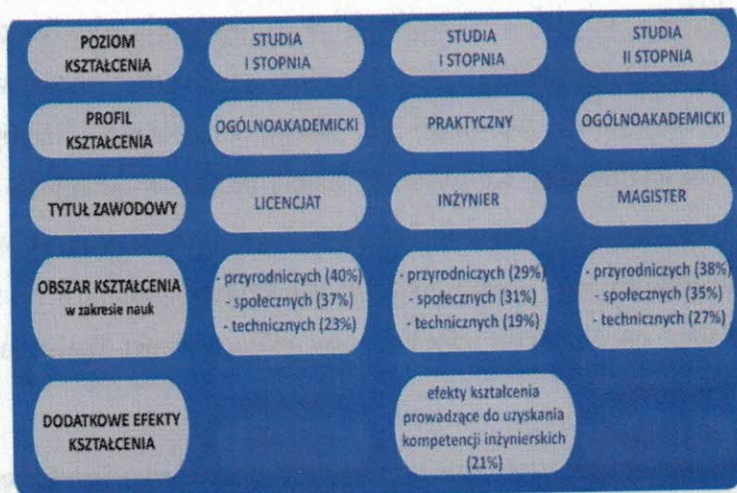 POZIOM
KSZTAŁCENIA
STUDIA
I STOPNIA
STUDIA
I STOPNIA
STUDIA
II STOPNIA
PROFIL
KSZTAŁCENIA
OGÓLNOAKADEMICKI
PRAKTYCZNY
OGÓLNOAKADEMICKI
TYTUŁ ZAWODOWY
LICENCJAT
INŻYNIER
MAGISTER
OBSZAR KSZTAŁCENIA
w zakresie nauk
- przyrodniczych (40%)
- społecznych (37%)
- technicznych (23%)
- przyrodniczych (29%)
- społecznych (31%)
- technicznych (19%)
- przyrodniczych (38%)
- społecznych (35%)
- technicznych (27%)
DODATKOWE EFEKTY
KSZTAŁCENIA
efekty kształcenia
prowadzące do uzyskania
kompetencji inżynierskich
(21%)